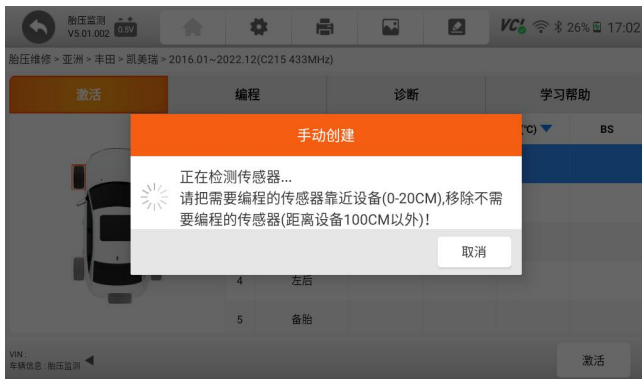 胎压监测
V5.01.002
0.8V
VC
26%
17:02
胎压维修 > 亚洲 > 丰田 > 凯美瑞 > 2016.01~2022.12(C215 433MHz)
激活 编程 诊断 学习帮助
手动创建
(℃) BS
正在检测传感器...
请把需要编程的传感器靠近设备(0-20CM),移除不需
要编程的传感器(距离设备100CM以外)!
取消
4 左后
5 备胎
VIN :
车辆信息 : 胎压监测
激活